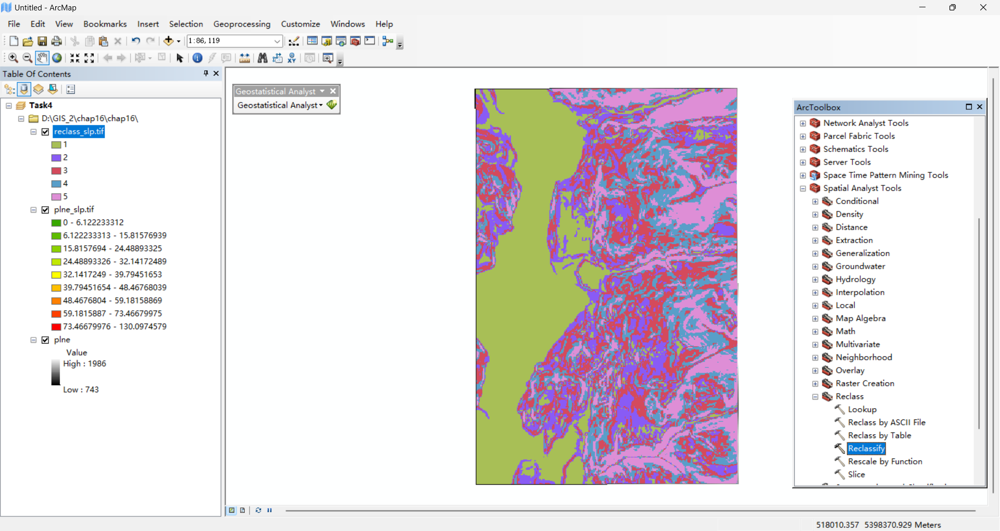 Untitled - ArcMap
File Edit View Bookmarks Insert Selection Geoprocessing Customize Windows Help
1:86, 119
Table Of Contents
Task4
D:\GIS_2\chap16\chap16\
reclass_slp.tif
1
2
3
4
5
plne_slp.tif
0 - 6.122233312
6.122233313 - 15.81576939
15.8157694 - 24.48893325
24.48893326 - 32.14172489
32.1417249 - 39.79451653
39.79451654 - 48.46768039
48.4676804 - 59.18158869
59.1815887 - 73.46679975
73.46679976 - 130.0974579
plne
Value
High : 1986
Low : 743
Geostatistical Analyst
Geostatistical Analyst
ArcToolbox
Network Analyst Tools
Parcel Fabric Tools
Schematics Tools
Server Tools
Space Time Pattern Mining Tools
Spatial Analyst Tools
Conditional
Density
Distance
Extraction
Generalization
Groundwater
Hydrology
Interpolation
Local
Map Algebra
Math
Multivariate
Neighborhood
Overlay
Raster Creation
Reclass
Lookup
Reclass by ASCII File
Reclass by Table
Reclassify
Rescale by Function
Slice
518010.357 5398370.929 Meters